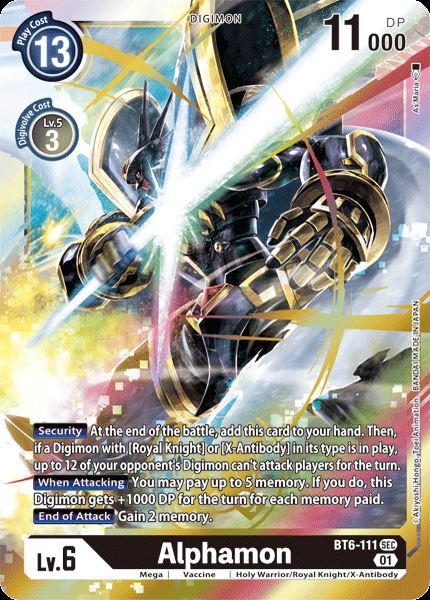 Play Cost
13
DIGIMON
DP
11000
Digivolve Cost
Lv.5
3
As'Maria
©Akiyoshi Hongo, Toei Animation BANDAI MADE IN JAPAN
Security At the end of the battle, add this card to your hand. Then,
if a Digimon with [Royal Knight] or [X-Antibody] in its type is in play,
up to 12 of your opponent's Digimon can't attack players for the turn.
When Attacking You may pay up to 5 memory. If you do, this
Digimon gets +1000 DP for the turn for each memory paid.
End of Attack Gain 2 memory.
Lv.6
Alphamon
BT6-111 SEC
01
Mega | Vaccine | Holy Warrior/Royal Knight/X-Antibody